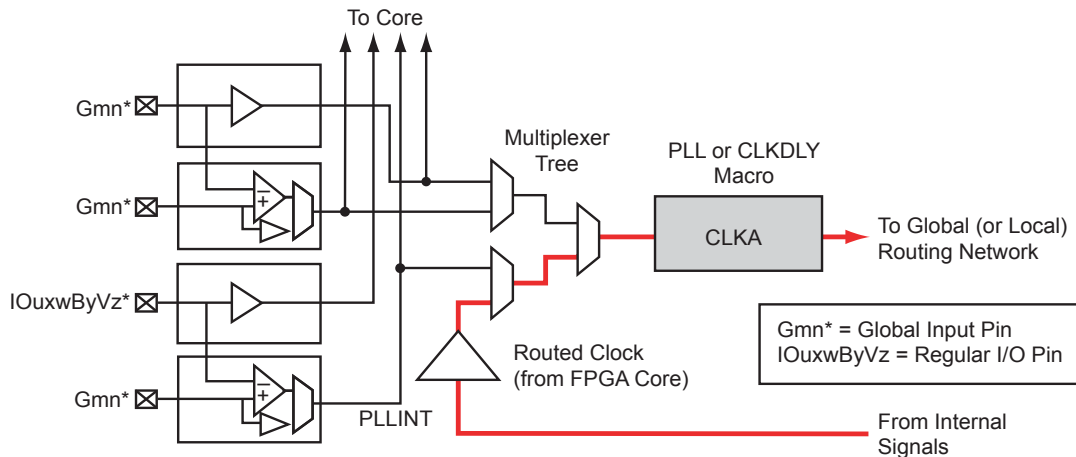 To Core
Gmn*
Gmn*
IOuxwByVz*
Gmn*
Multiplexer
Tree
PLL or CLKDLY
Macro
CLKA
To Global (or Local)
Routing Network
Gmn* = Global Input Pin
IOuxwByVz = Regular I/O Pin
Routed Clock
(from FPGA Core)
PLLINT
From Internal
Signals
− +
− +